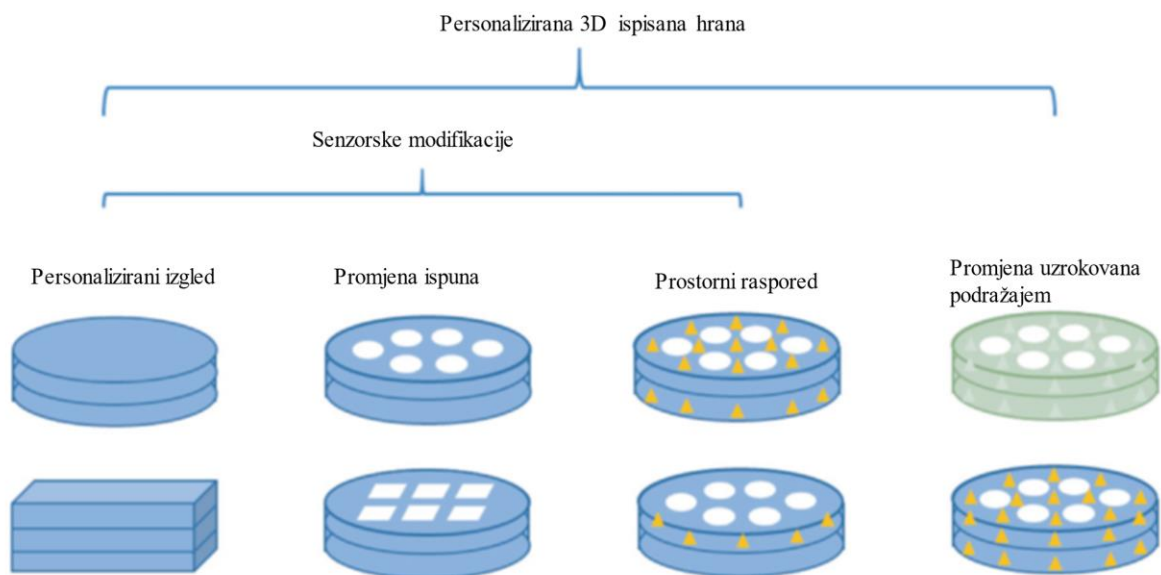 Personalizirana 3D ispisana hrana
Senzorske modifikacije
Personalizirani izgled
Promjena ispuna
Prostorni raspored
Promjena uzrokovana
podražajem